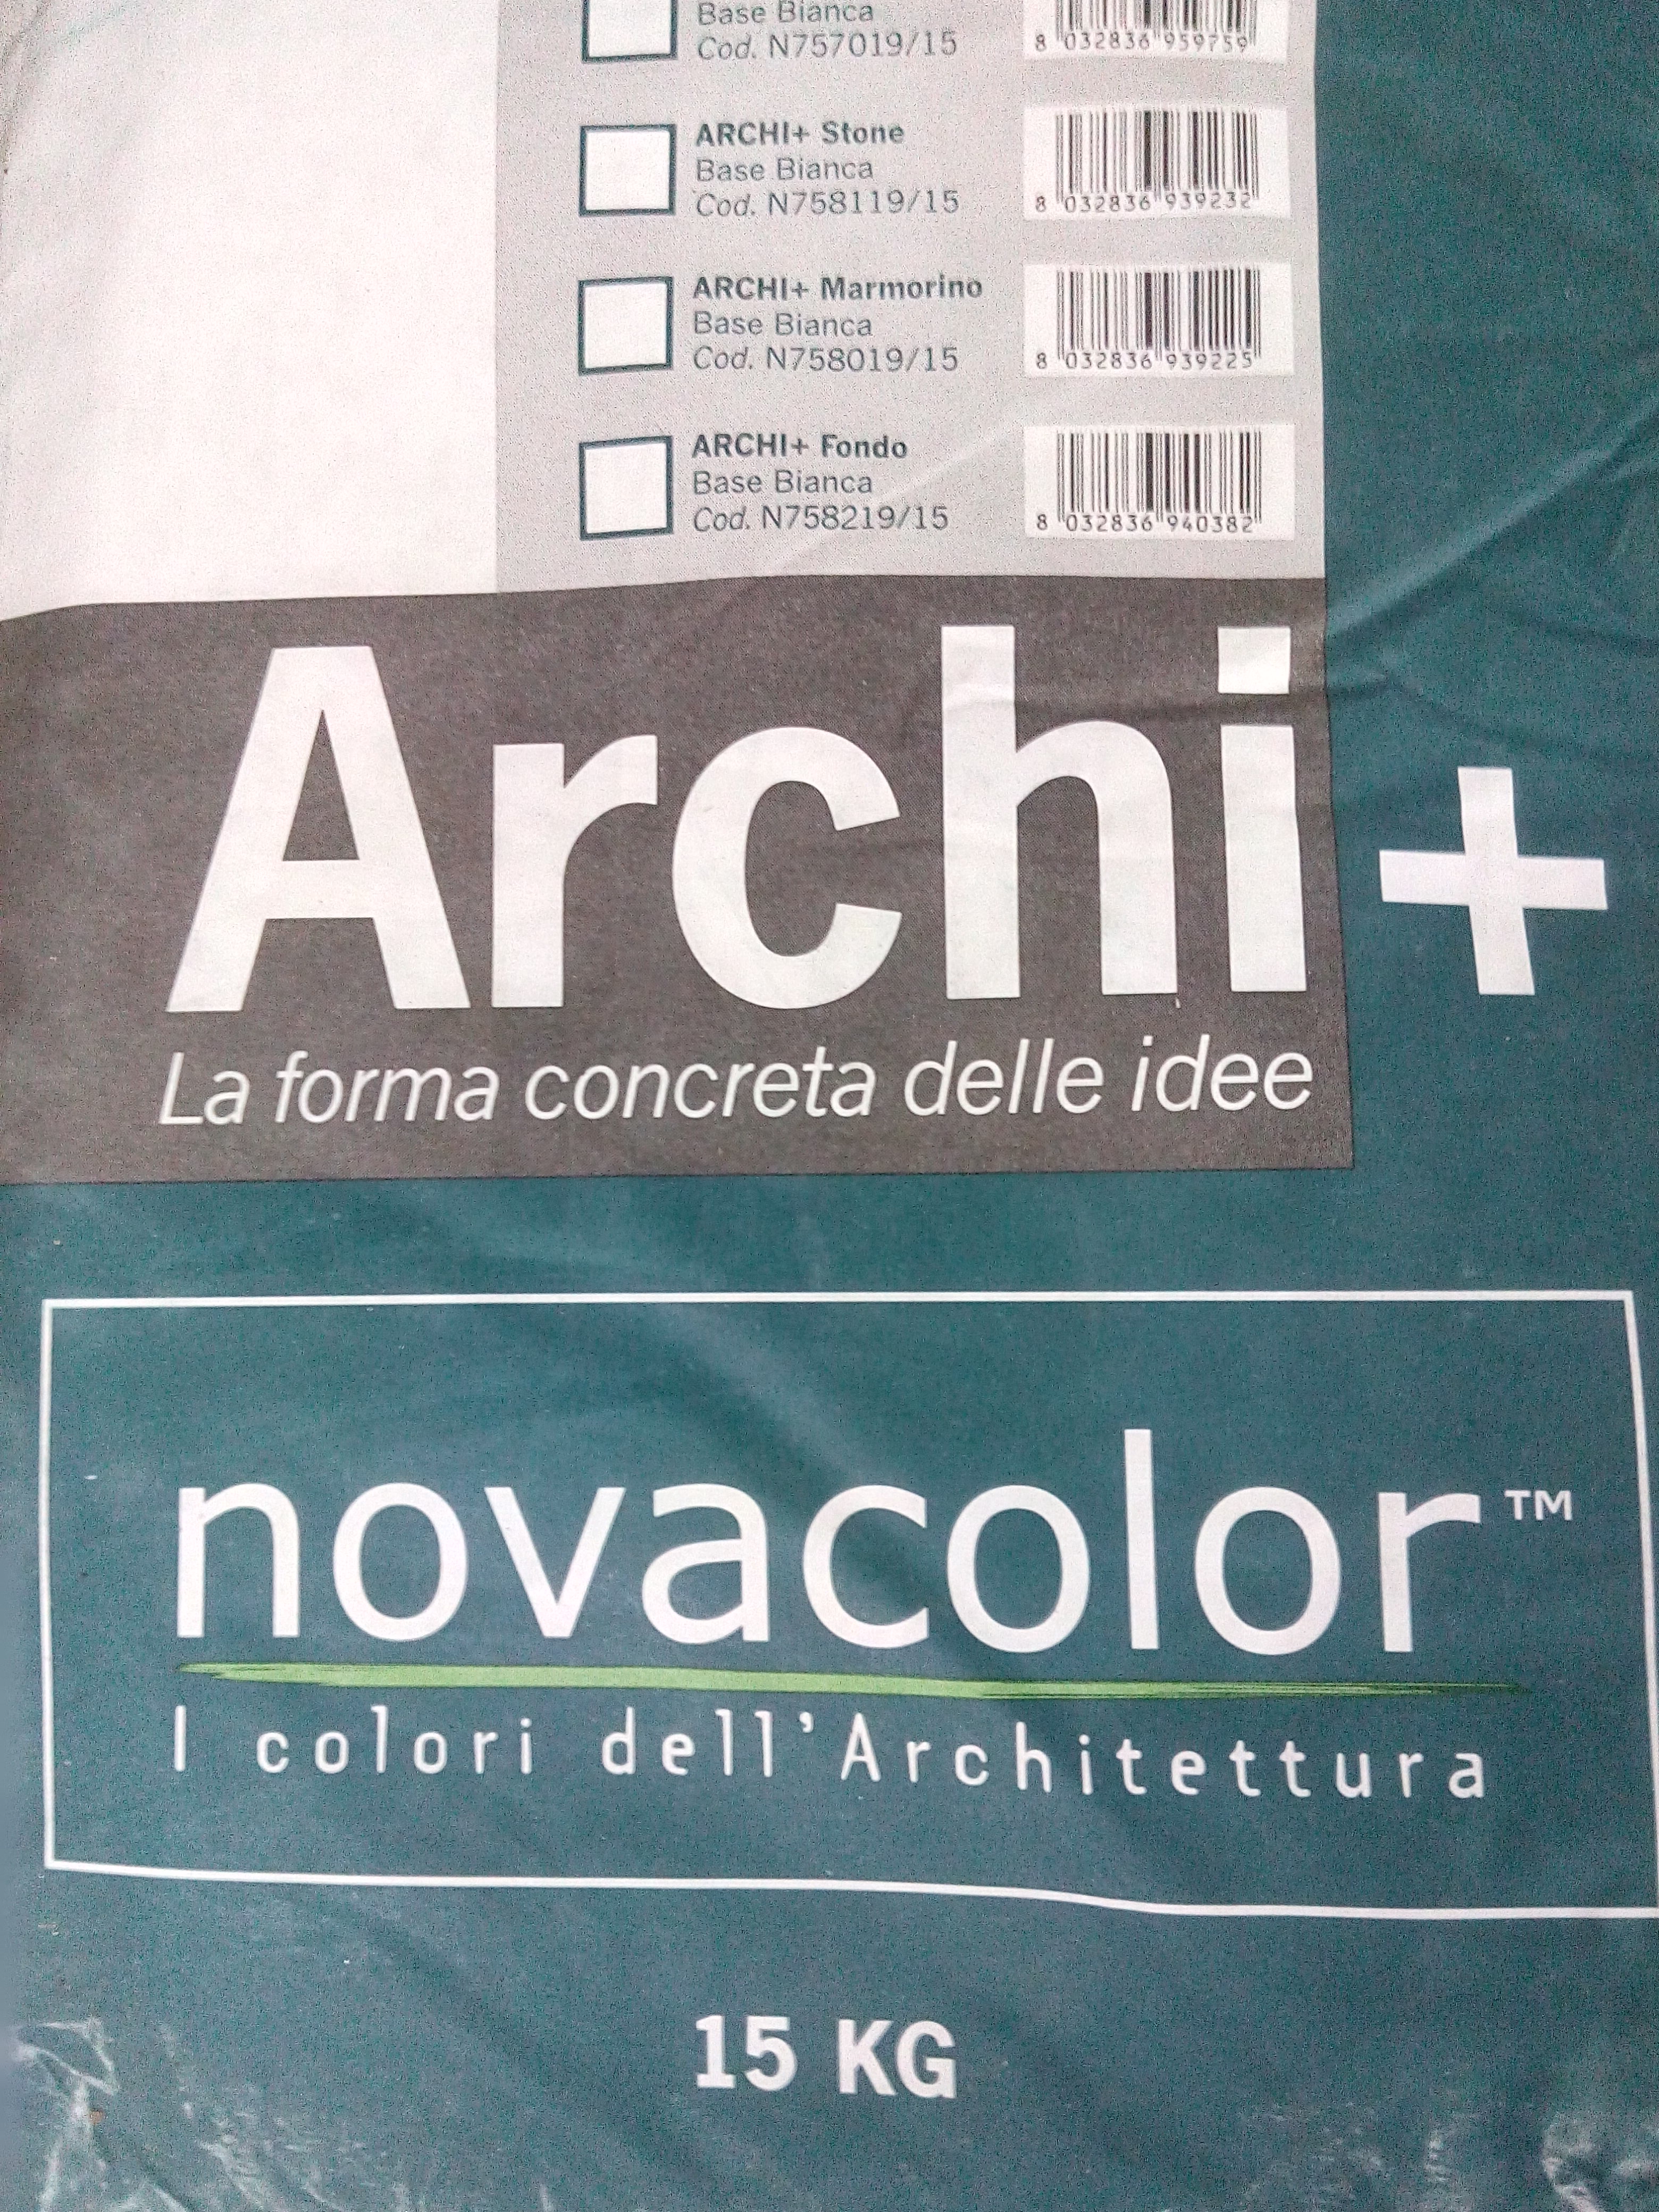 Base Bianca
Cod. N757019/15
8 032836 959759
ARCHI+ Stone
Base Bianca
Cod. N758119/15
8 032836 939232
ARCHI+ Marmorino
Base Bianca
Cod. N758019/15
8 032836 939225
ARCHI+ Fondo
Base Bianca
Cod. N758219/15
8 032836 940382
Archi+
La forma concreta delle idee
novacolor™
I colori dell'Architettura
15 KG